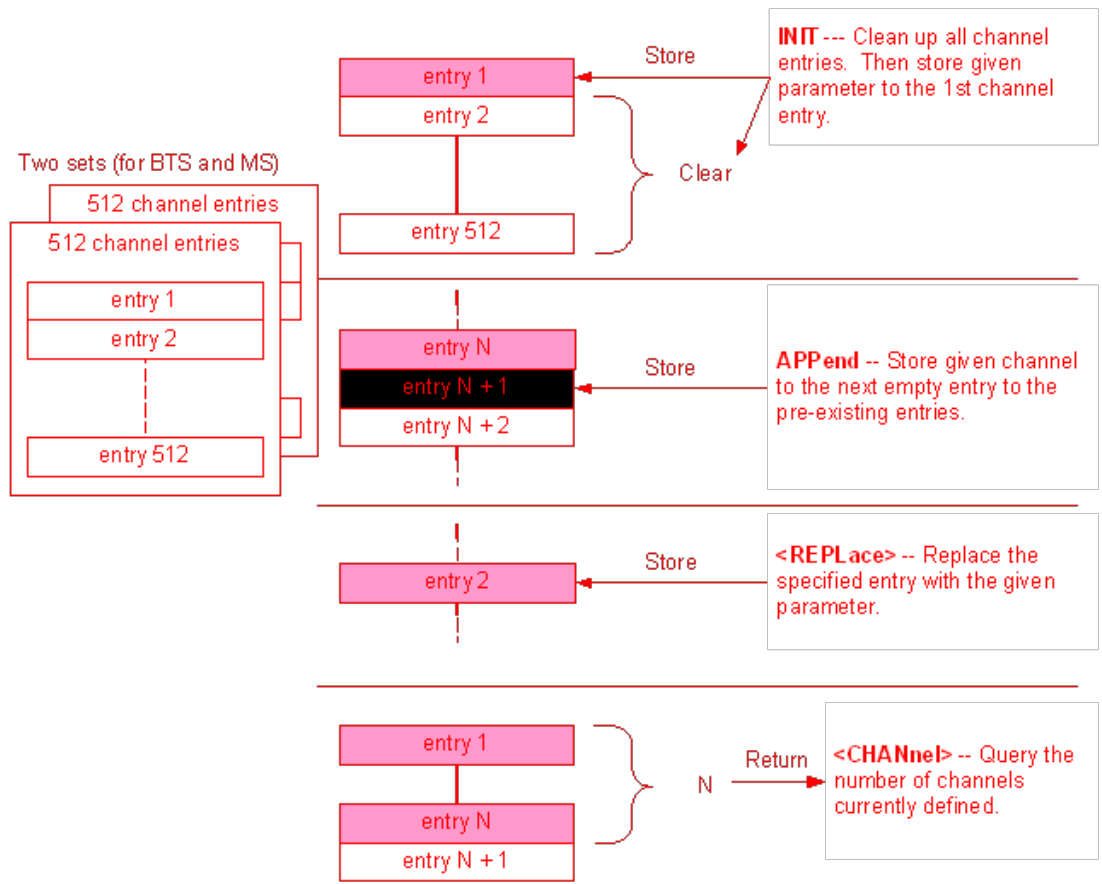 Two sets (for BTS and MS)
512 channel entries
512 channel entries
entry 1
entry 2
entry 512
entry 1
entry 2
entry 512
Store
Clear
INIT --- Clean up all channel
entries. Then store given
parameter to the 1st channel
entry.
entry N
entry N + 1
entry N + 2
Store
APPend -- Store given channel
to the next empty entry to the
pre-existing entries.
entry 2
Store
<REPLace> -- Replace the
specified entry with the given
parameter.
entry 1
entry N
entry N + 1
N
Return
<CHANnel> -- Query the
number of channels
currently defined.